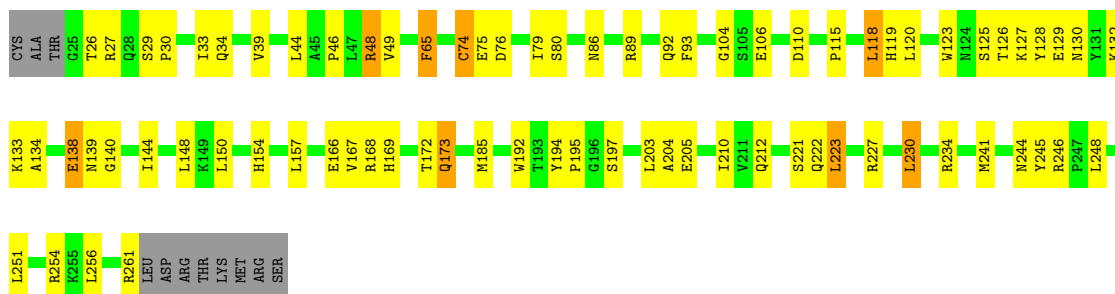 CYS ALA THR G25 T26 R27 Q28 S29 P30 I33 Q34 V39 L44 A45 P46 L47 R48 V49 F65 C74 E75 D76 I79 S80 N86 R89 Q92 F93 G104 S105 E106 D110 P115 L118 H119 L120 W123 N124 S125 T126 K127 Y128 E129 N130 Y131 K132
K133 A134 E138 N139 G140 I144 L148 K149 L150 H154 L157 E166 V167 R168 H169 T172 Q173 M185 W192 T193 Y194 P195 G196 S197 L203 A204 E205 I210 V211 Q212 S221 Q222 L223 R227 L230 R234 M241 N244 Y245 R246 P247 L248
L251 R254 K255 L256 R261 LEU ASP ARG THR LYS MET ARG SER